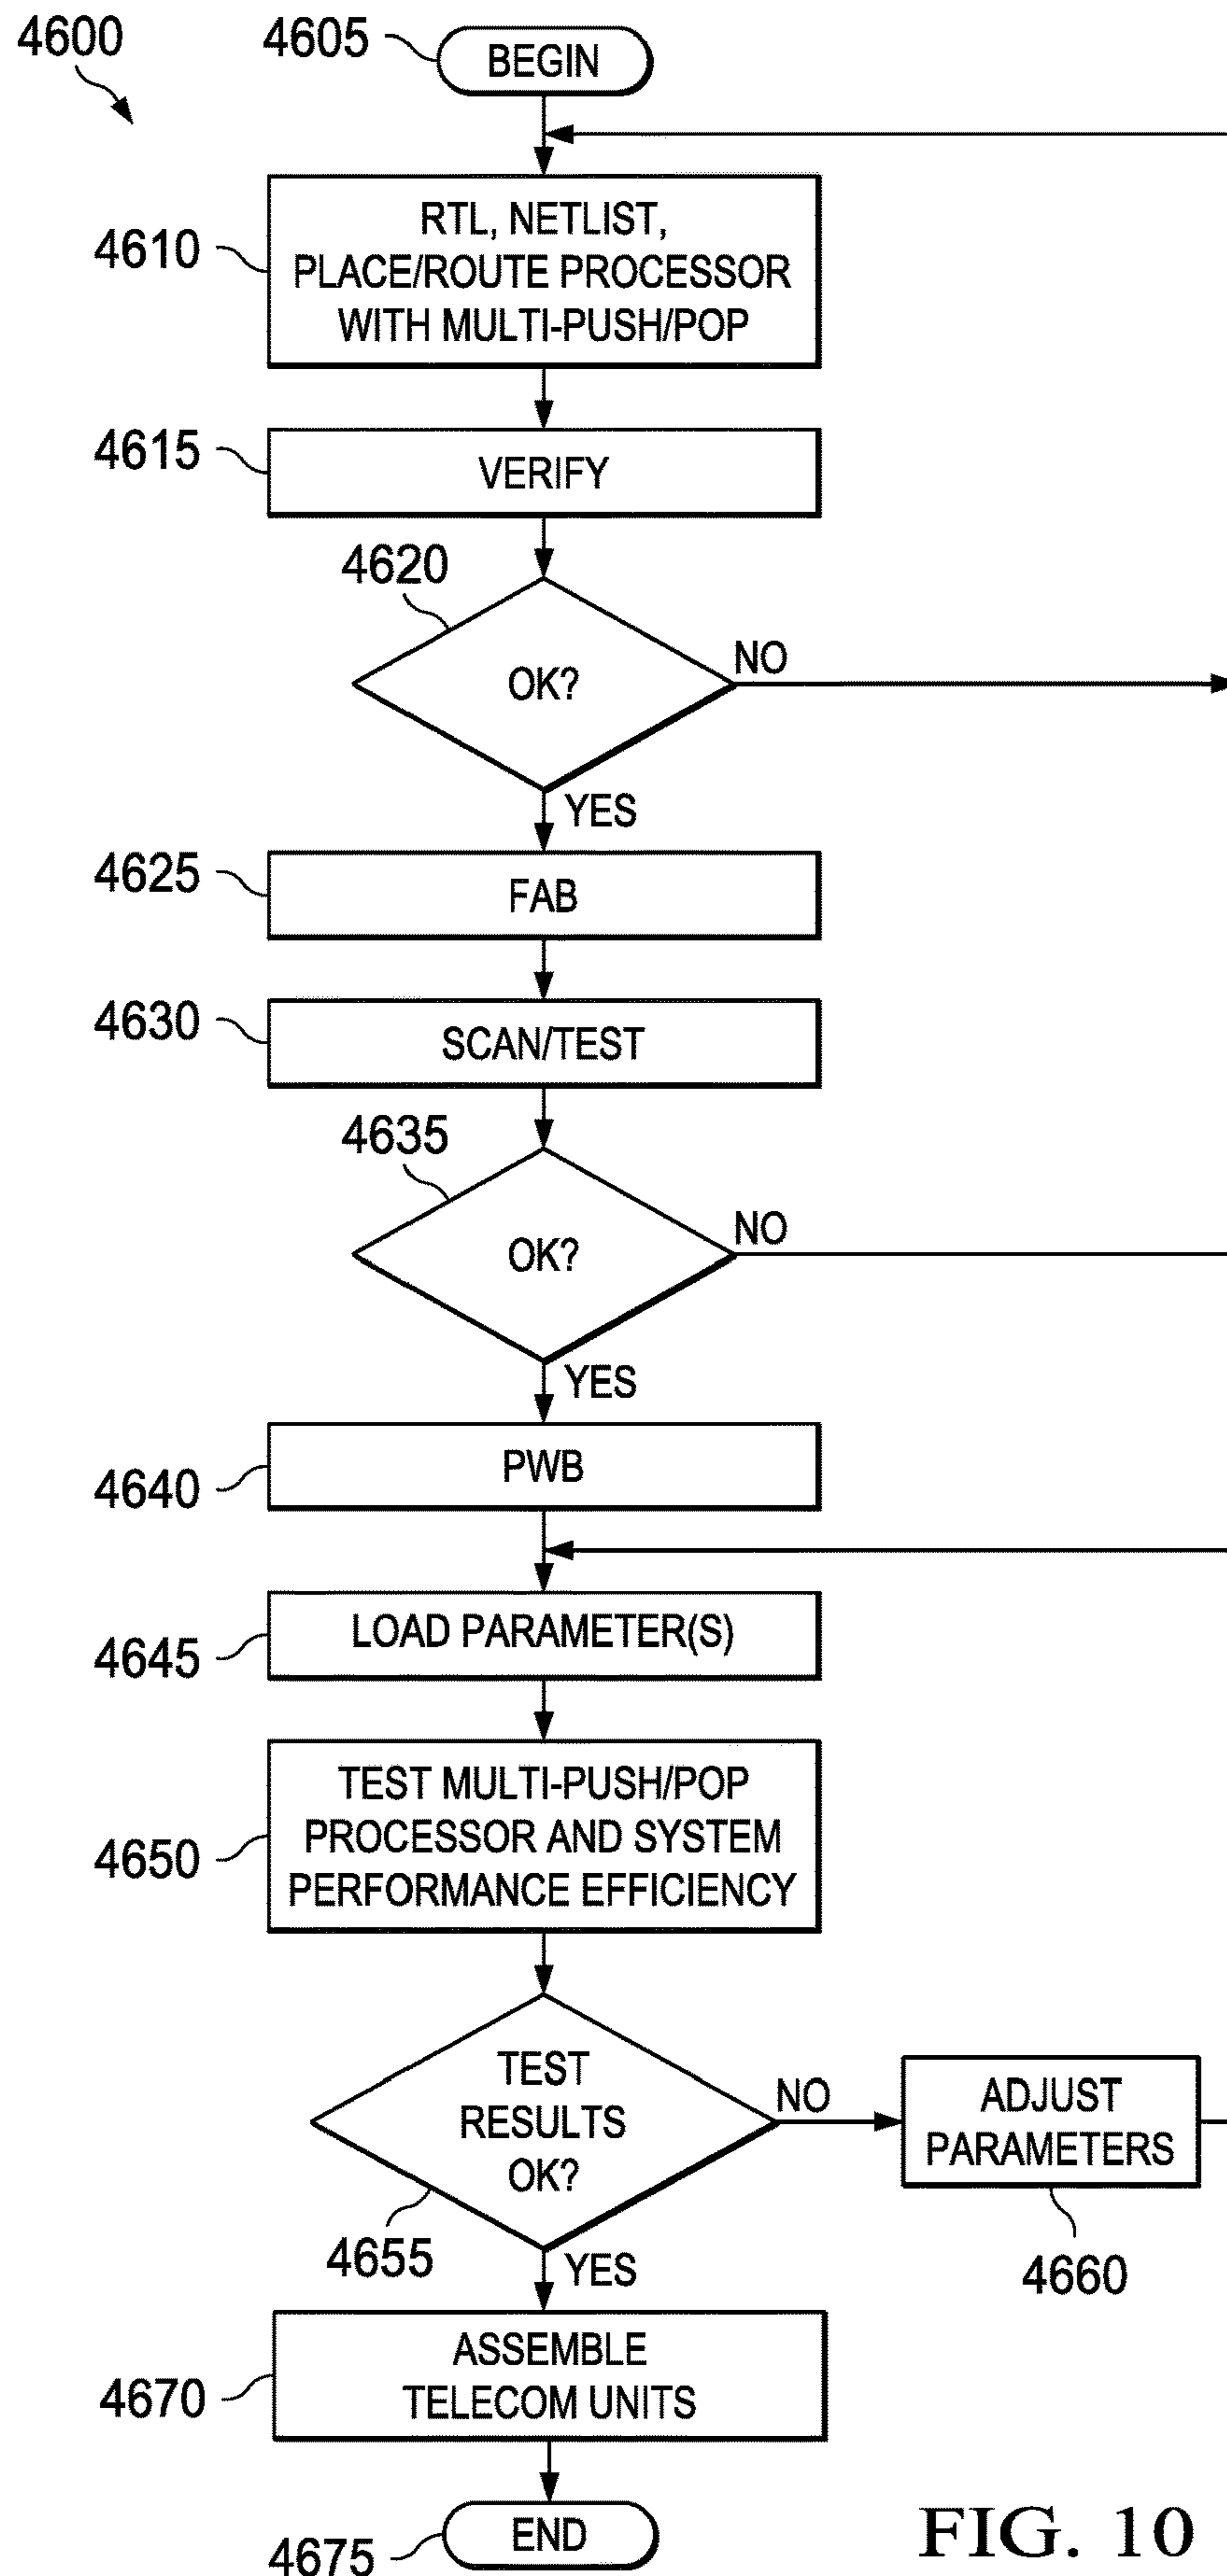 4600
4605
BEGIN
4610
RTL, NETLIST,
PLACE/ROUTE PROCESSOR
WITH MULTI-PUSH/POP
4615
VERIFY
4620
OK?
NO
YES
4625
FAB
4630
SCAN/TEST
4635
OK?
NO
YES
4640
PWB
4645
LOAD PARAMETER(S)
4650
TEST MULTI-PUSH/POP
PROCESSOR AND SYSTEM
PERFORMANCE EFFICIENCY
TEST
RESULTS
OK?
4655
NO
ADJUST
PARAMETERS
4660
YES
4670
ASSEMBLE
TELECOM UNITS
4675
END
FIG. 10